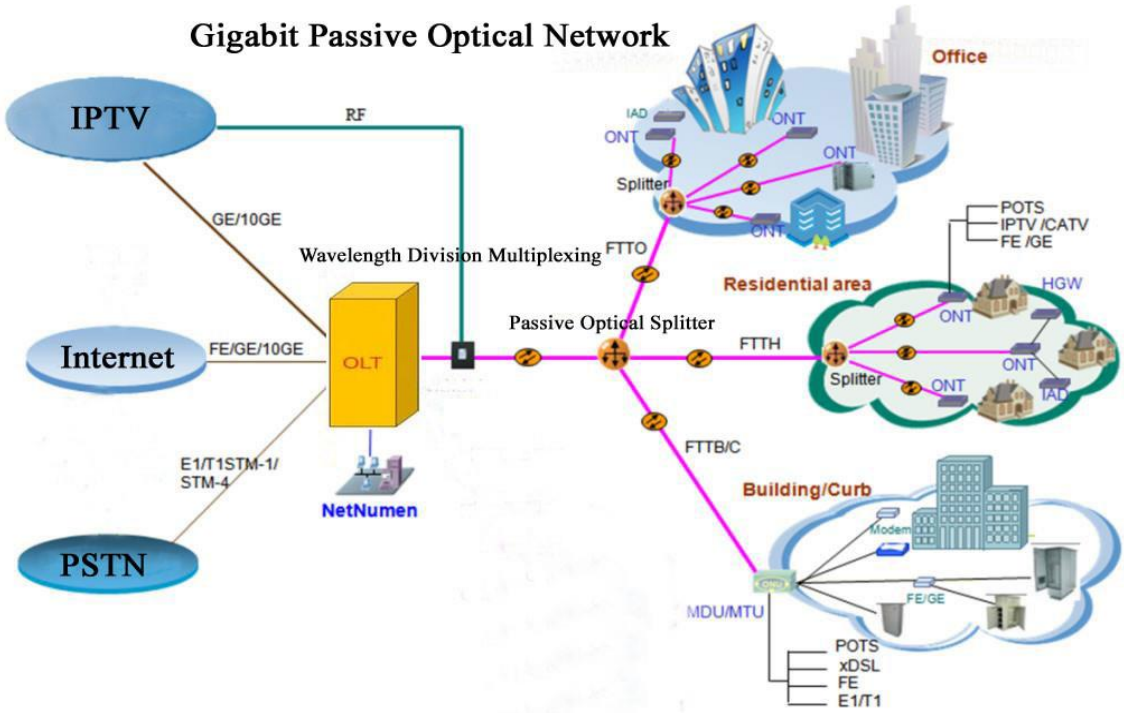 Gigabit Passive Optical Network
IPTV
RF
GE/10GE
Wavelength Division Multiplexing
Internet
FE/GE/10GE
OLT
E1/T1STM-1/
STM-4
NetNumen
PSTN
Passive Optical Splitter
FTTO
FTTH
FTTB/C
Office
IAD
ONT
ONT
ONT
Splitter
ONT
POTS
IPTV/CATV
FE/GE
Residential area
HGW
ONT
ONT
Splitter
ONT
IAD
Building/Curb
Modem
ONU
FE/GE
MDU/MTU
POTS
xDSL
FE
E1/T1